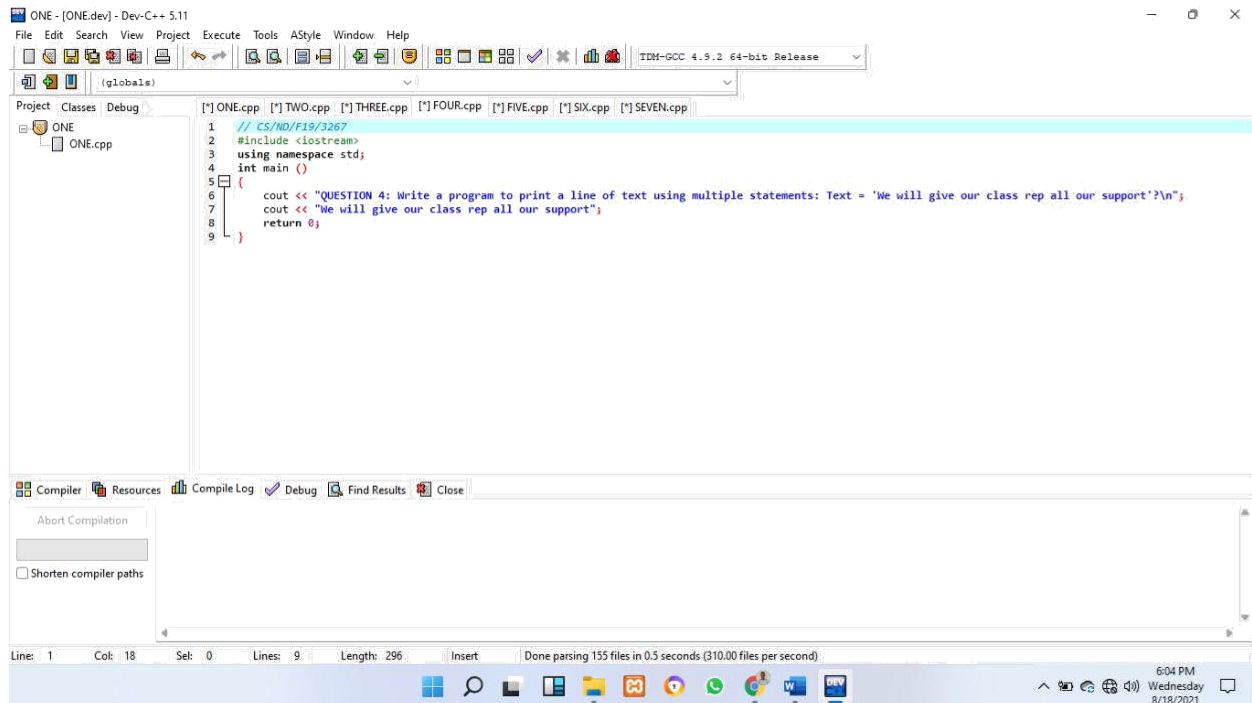 ONE - [ONE.dev] - Dev-C++ 5.11
File Edit Search View Project Execute Tools AStyle Window Help
TDM-GCC 4.9.2 64-bit Release
(globals)
Project Classes Debug [*] ONE.cpp [*] TWO.cpp [*] THREE.cpp [*] FOUR.cpp [*] FIVE.cpp [*] SIX.cpp [*] SEVEN.cpp
ONE
ONE.cpp
1 // CS/ND/F19/3267
2 #include <iostream>
3 using namespace std;
4 int main ()
5 {
6 cout << "QUESTION 4: Write a program to print a line of text using multiple statements: Text = 'We will give our class rep all our support'?\n";
7 cout << "We will give our class rep all our support";
8 return 0;
9 }
Compiler Resources Compile Log Debug Find Results Close
Abort Compilation
Shorten compiler paths
Line: 1 Col: 18 Sel: 0 Lines: 9 Length: 296 Insert Done parsing 155 files in 0.5 seconds (310.00 files per second)
6:04 PM
Wednesday
8/18/2021